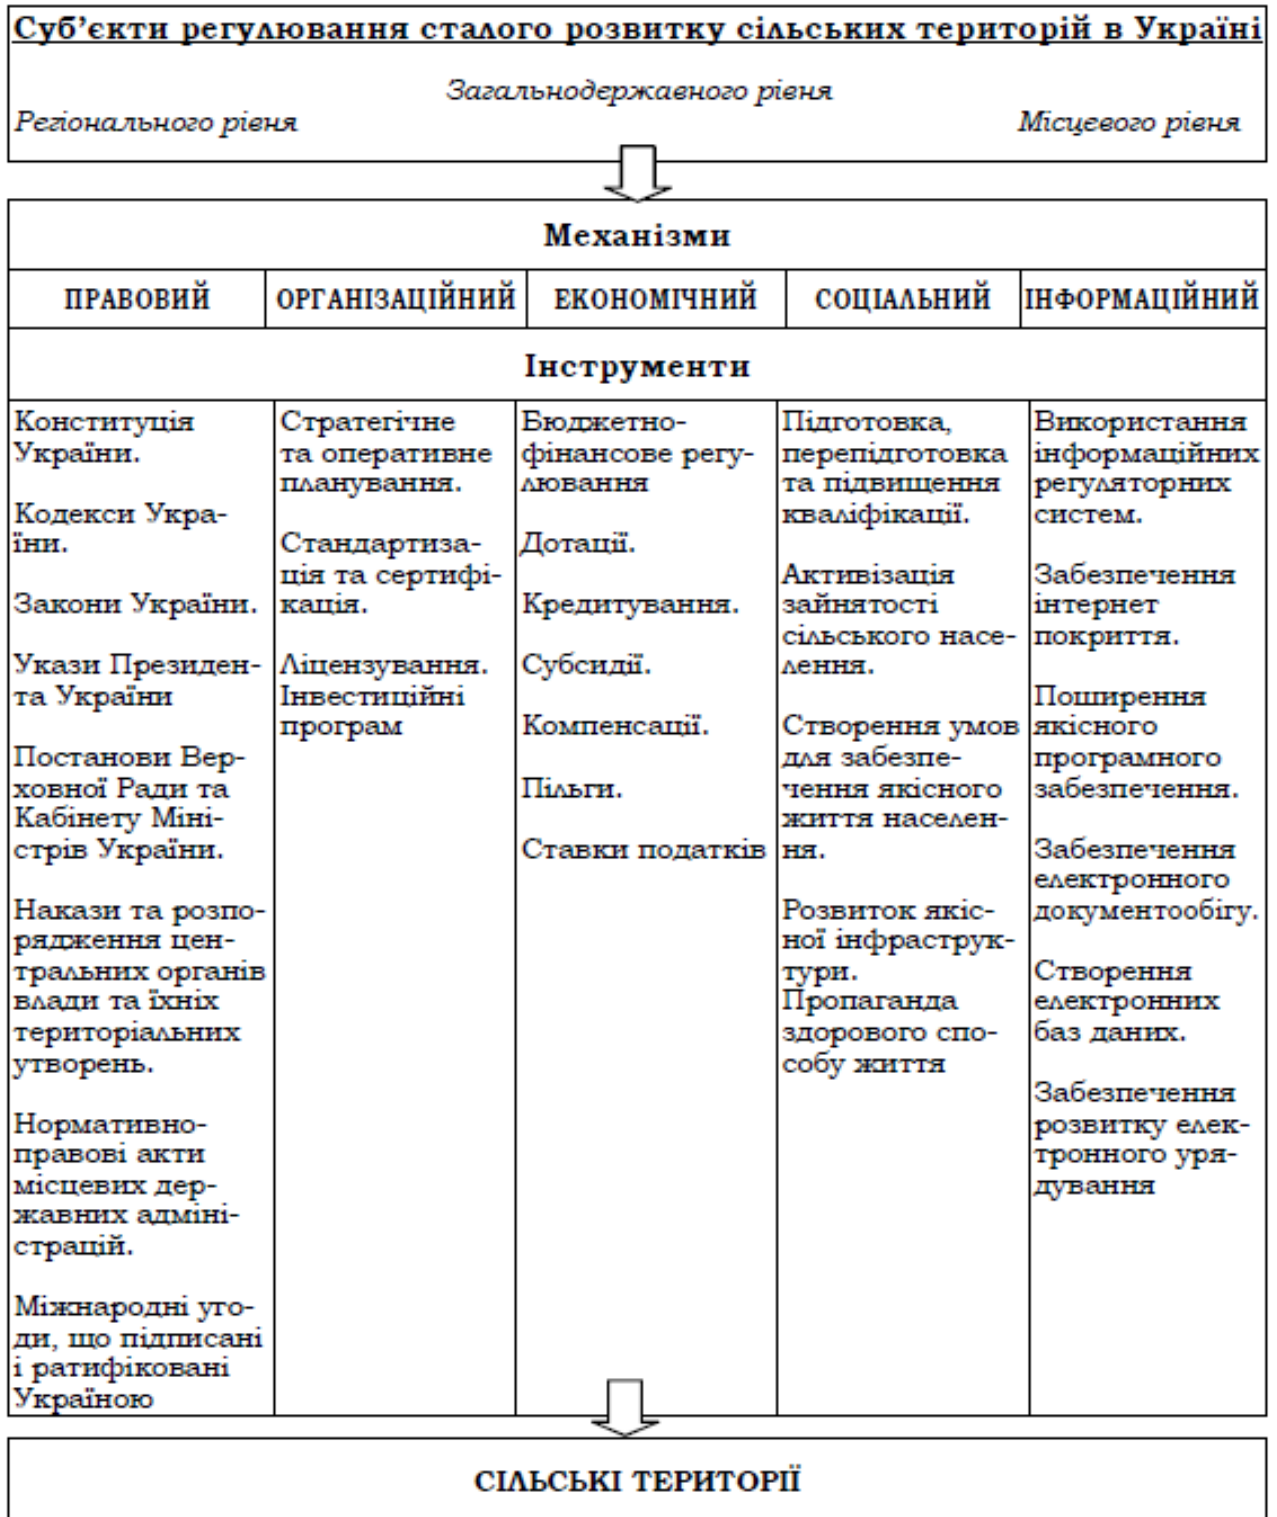 Суб’єкти регулювання сталого розвитку сільських територій в Україні
Загальнодержавного рівня
Регіонального рівня
Місцевого рівня
Механізми
ПРАВОВИЙ
ОРГАНІЗАЦІЙНИЙ
ЕКОНОМІЧНИЙ
СОЦІАЛЬНИЙ
ІНФОРМАЦІЙНИЙ
Інструменти
Конституція
України.
Кодекси Укра-
їни.
Закони України.
Укази Президен-
та України
Постанови Вер-
ховної Ради та
Кабінету Міні-
стрів України.
Накази та розпо-
рядження цен-
тральних органів
влади та їхніх
територіальних
утворень.
Нормативно-
правові акти
місцевих дер-
жавних адміні-
страцій.
Міжнародні уго-
ди, що підписані
і ратифіковані
Україною
Стратегічне
та оперативне
планування.
Стандартиза-
ція та сертифі-
кація.
Ліцензування.
Інвестиційні
програм
Бюджетно-
фінансове регу-
лювання
Дотації.
Кредитування.
Субсидії.
Компенсації.
Пільги.
Ставки податків
Підготовка,
перепідготовка
та підвищення
кваліфікації.
Активізація
зайнятості
сільського насе-
лення.
Створення умов
для забезпе-
чення якісного
життя населен-
ня.
Розвиток якіс-
ної інфраструк-
тури.
Пропаганда
здорового спо-
собу життя
Використання
інформаційних
регуляторних
систем.
Забезпечення
інтернет
покриття.
Поширення
якісного
програмного
забезпечення.
Забезпечення
електронного
документообігу.
Створення
електронних
баз даних.
Забезпечення
розвитку елек-
тронного уря-
дування
СІЛЬСЬКІ ТЕРИТОРІЇ